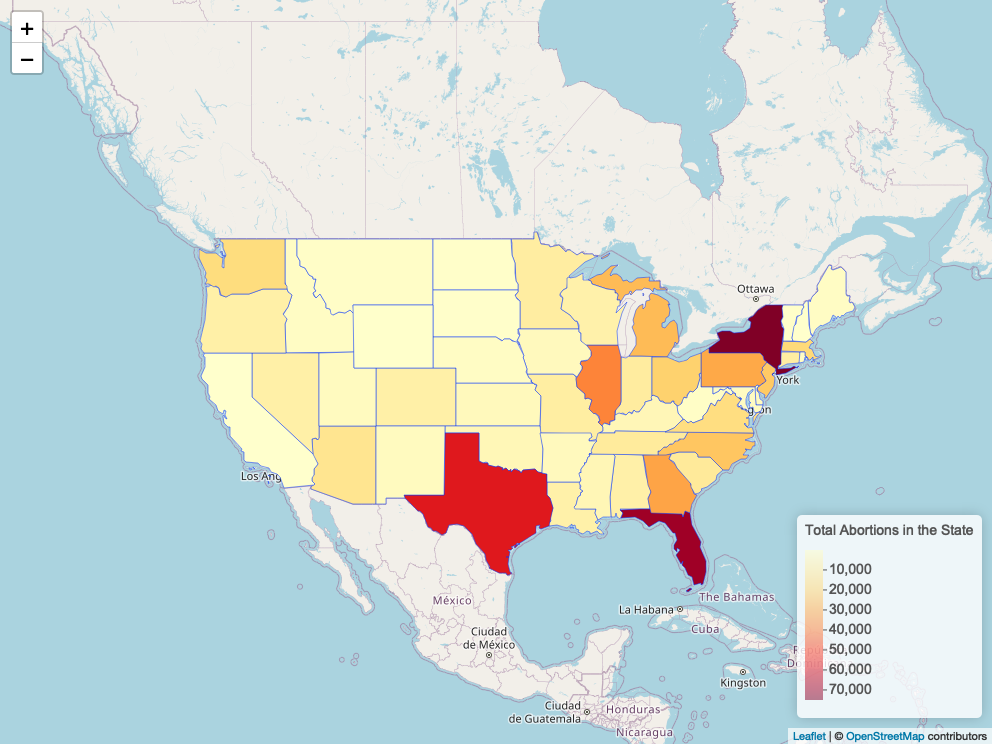 +
−
Ottawa
York
gton
Los Ang
Total Abortions in the State
10,000
20,000
30,000
40,000
50,000
60,000
70,000
The Bahamas
México
La Habana
Cuba
Ciudad
de México
Kingston
Ciudad
de Guatemala
Honduras
Nicaragua
Leaflet | © OpenStreetMap contributors